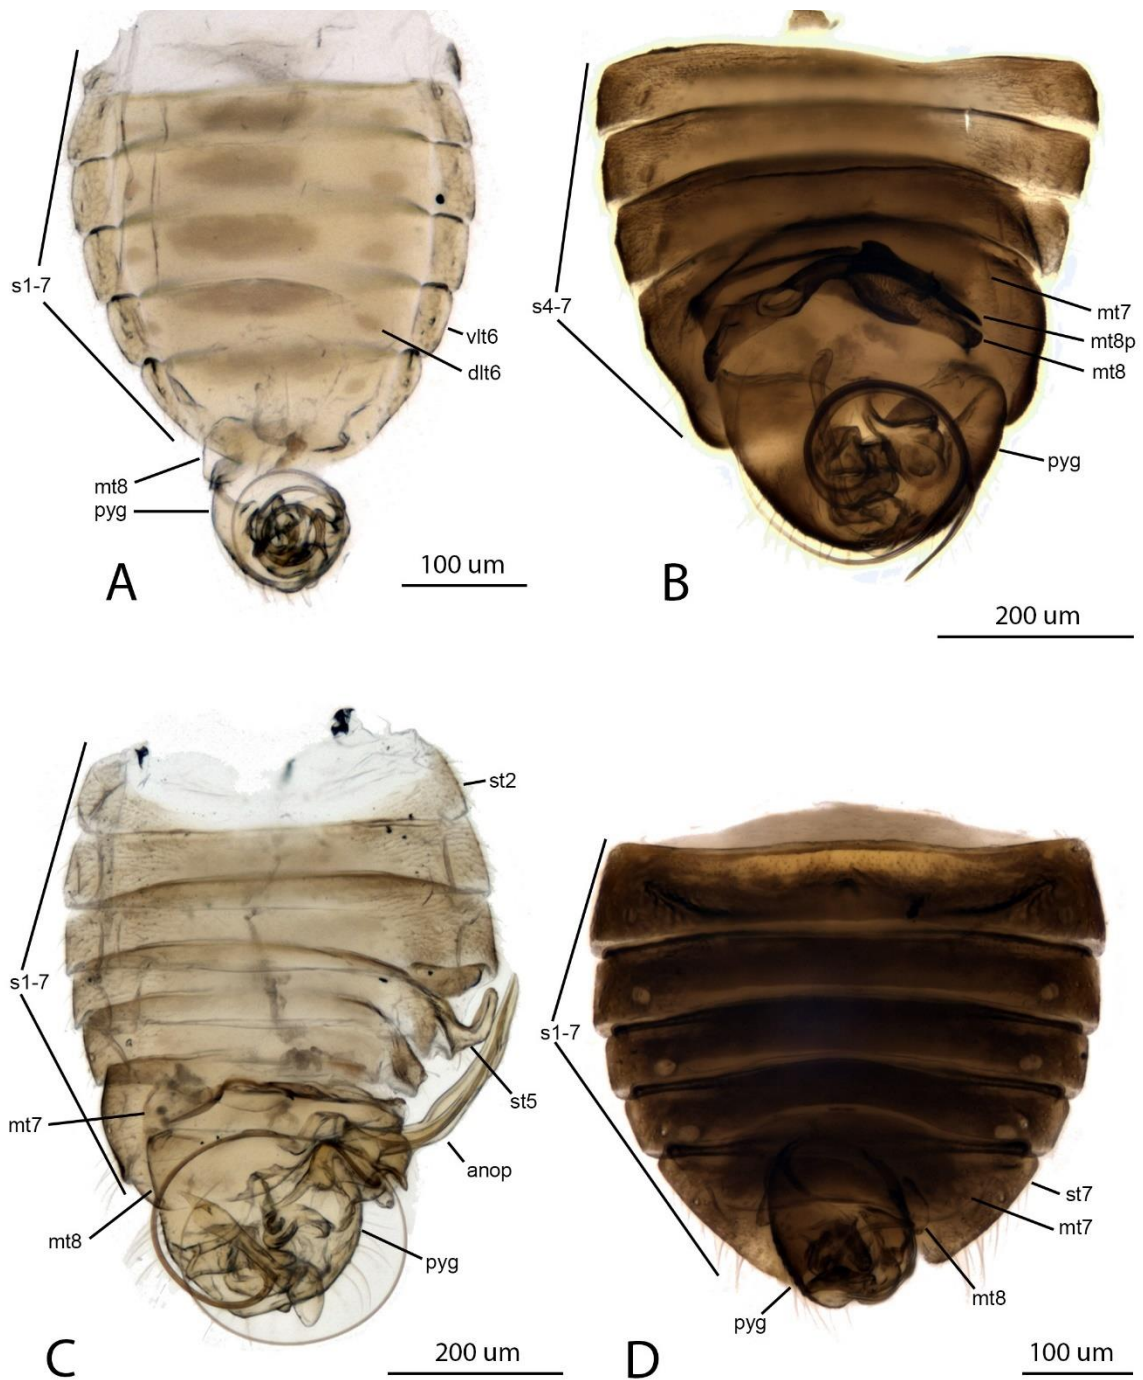 s1-7
vlt6
dlt6
mt8
pyg
A
100 um
s4-7
mt7
mt8p
mt8
pyg
B
200 um
s1-7
st2
st5
mt7
anop
mt8
pyg
C
200 um
s1-7
st7
mt7
mt8
pyg
D
100 um